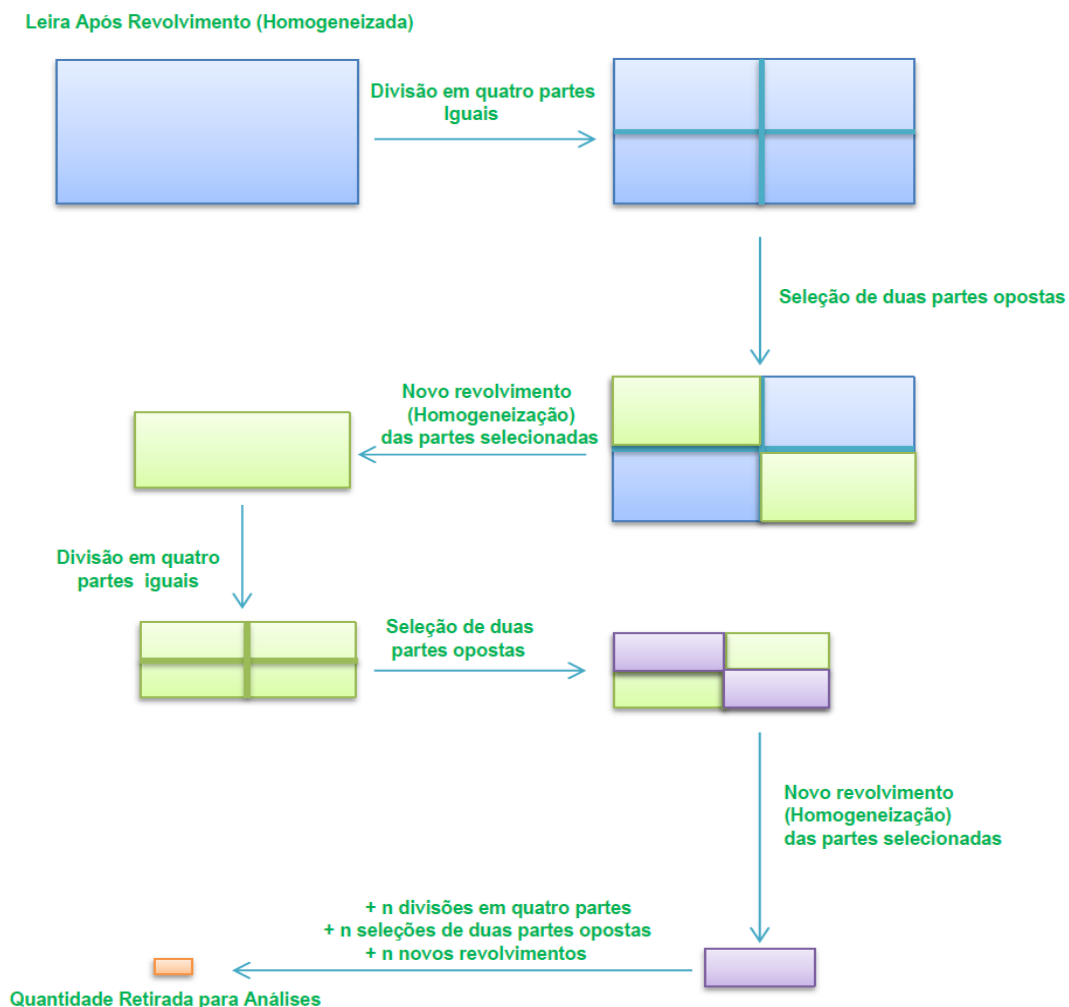 Leira Após Revolvimento (Homogeneizada)
Divisão em quatro partes
Iguais
Seleção de duas partes opostas
Novo revolvimento
(Homogeneização)
das partes selecionadas
Divisão em quatro
partes iguais
Seleção de duas
partes opostas
Novo revolvimento
(Homogeneização)
das partes selecionadas
+ n divisões em quatro partes
+ n seleções de duas partes opostas
+ n novos revolvimentos
Quantidade Retirada para Análises